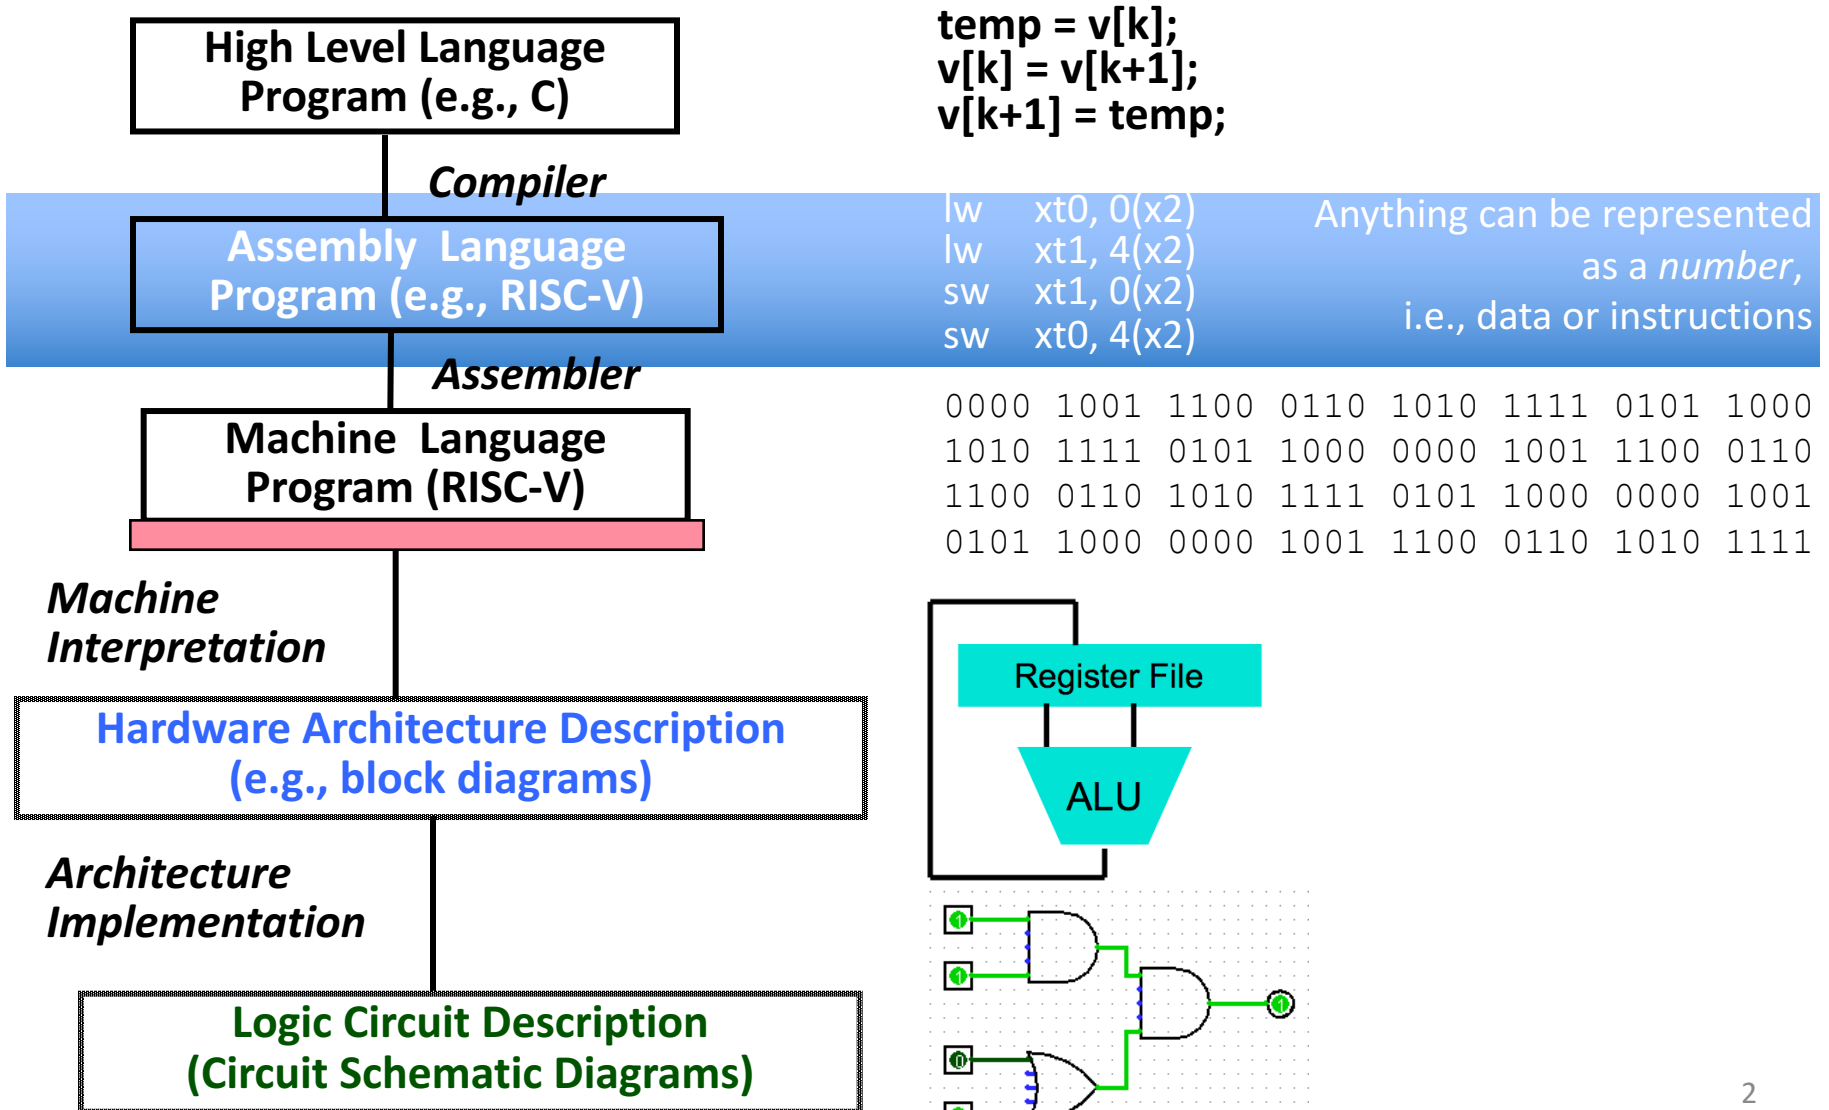 High Level Language
Program (e.g., C)
temp = v[k];
v[k] = v[k+1];
v[k+1] = temp;
Compiler
Assembly Language
Program (e.g., RISC-V)
lw xt0, 0(x2)
lw xt1, 4(x2)
sw xt1, 0(x2)
sw xt0, 4(x2)
Anything can be represented
as a number,
i.e., data or instructions
Assembler
Machine Language
Program (RISC-V)
0000 1001 1100 0110 1010 1111 0101 1000
1010 1111 0101 1000 0000 1001 1100 0110
1100 0110 1010 1111 0101 1000 0000 1001
0101 1000 0000 1001 1100 0110 1010 1111
Machine
Interpretation
Register File
ALU
Hardware Architecture Description
(e.g., block diagrams)
Architecture
Implementation
1
1
1
0
Logic Circuit Description
(Circuit Schematic Diagrams)
2